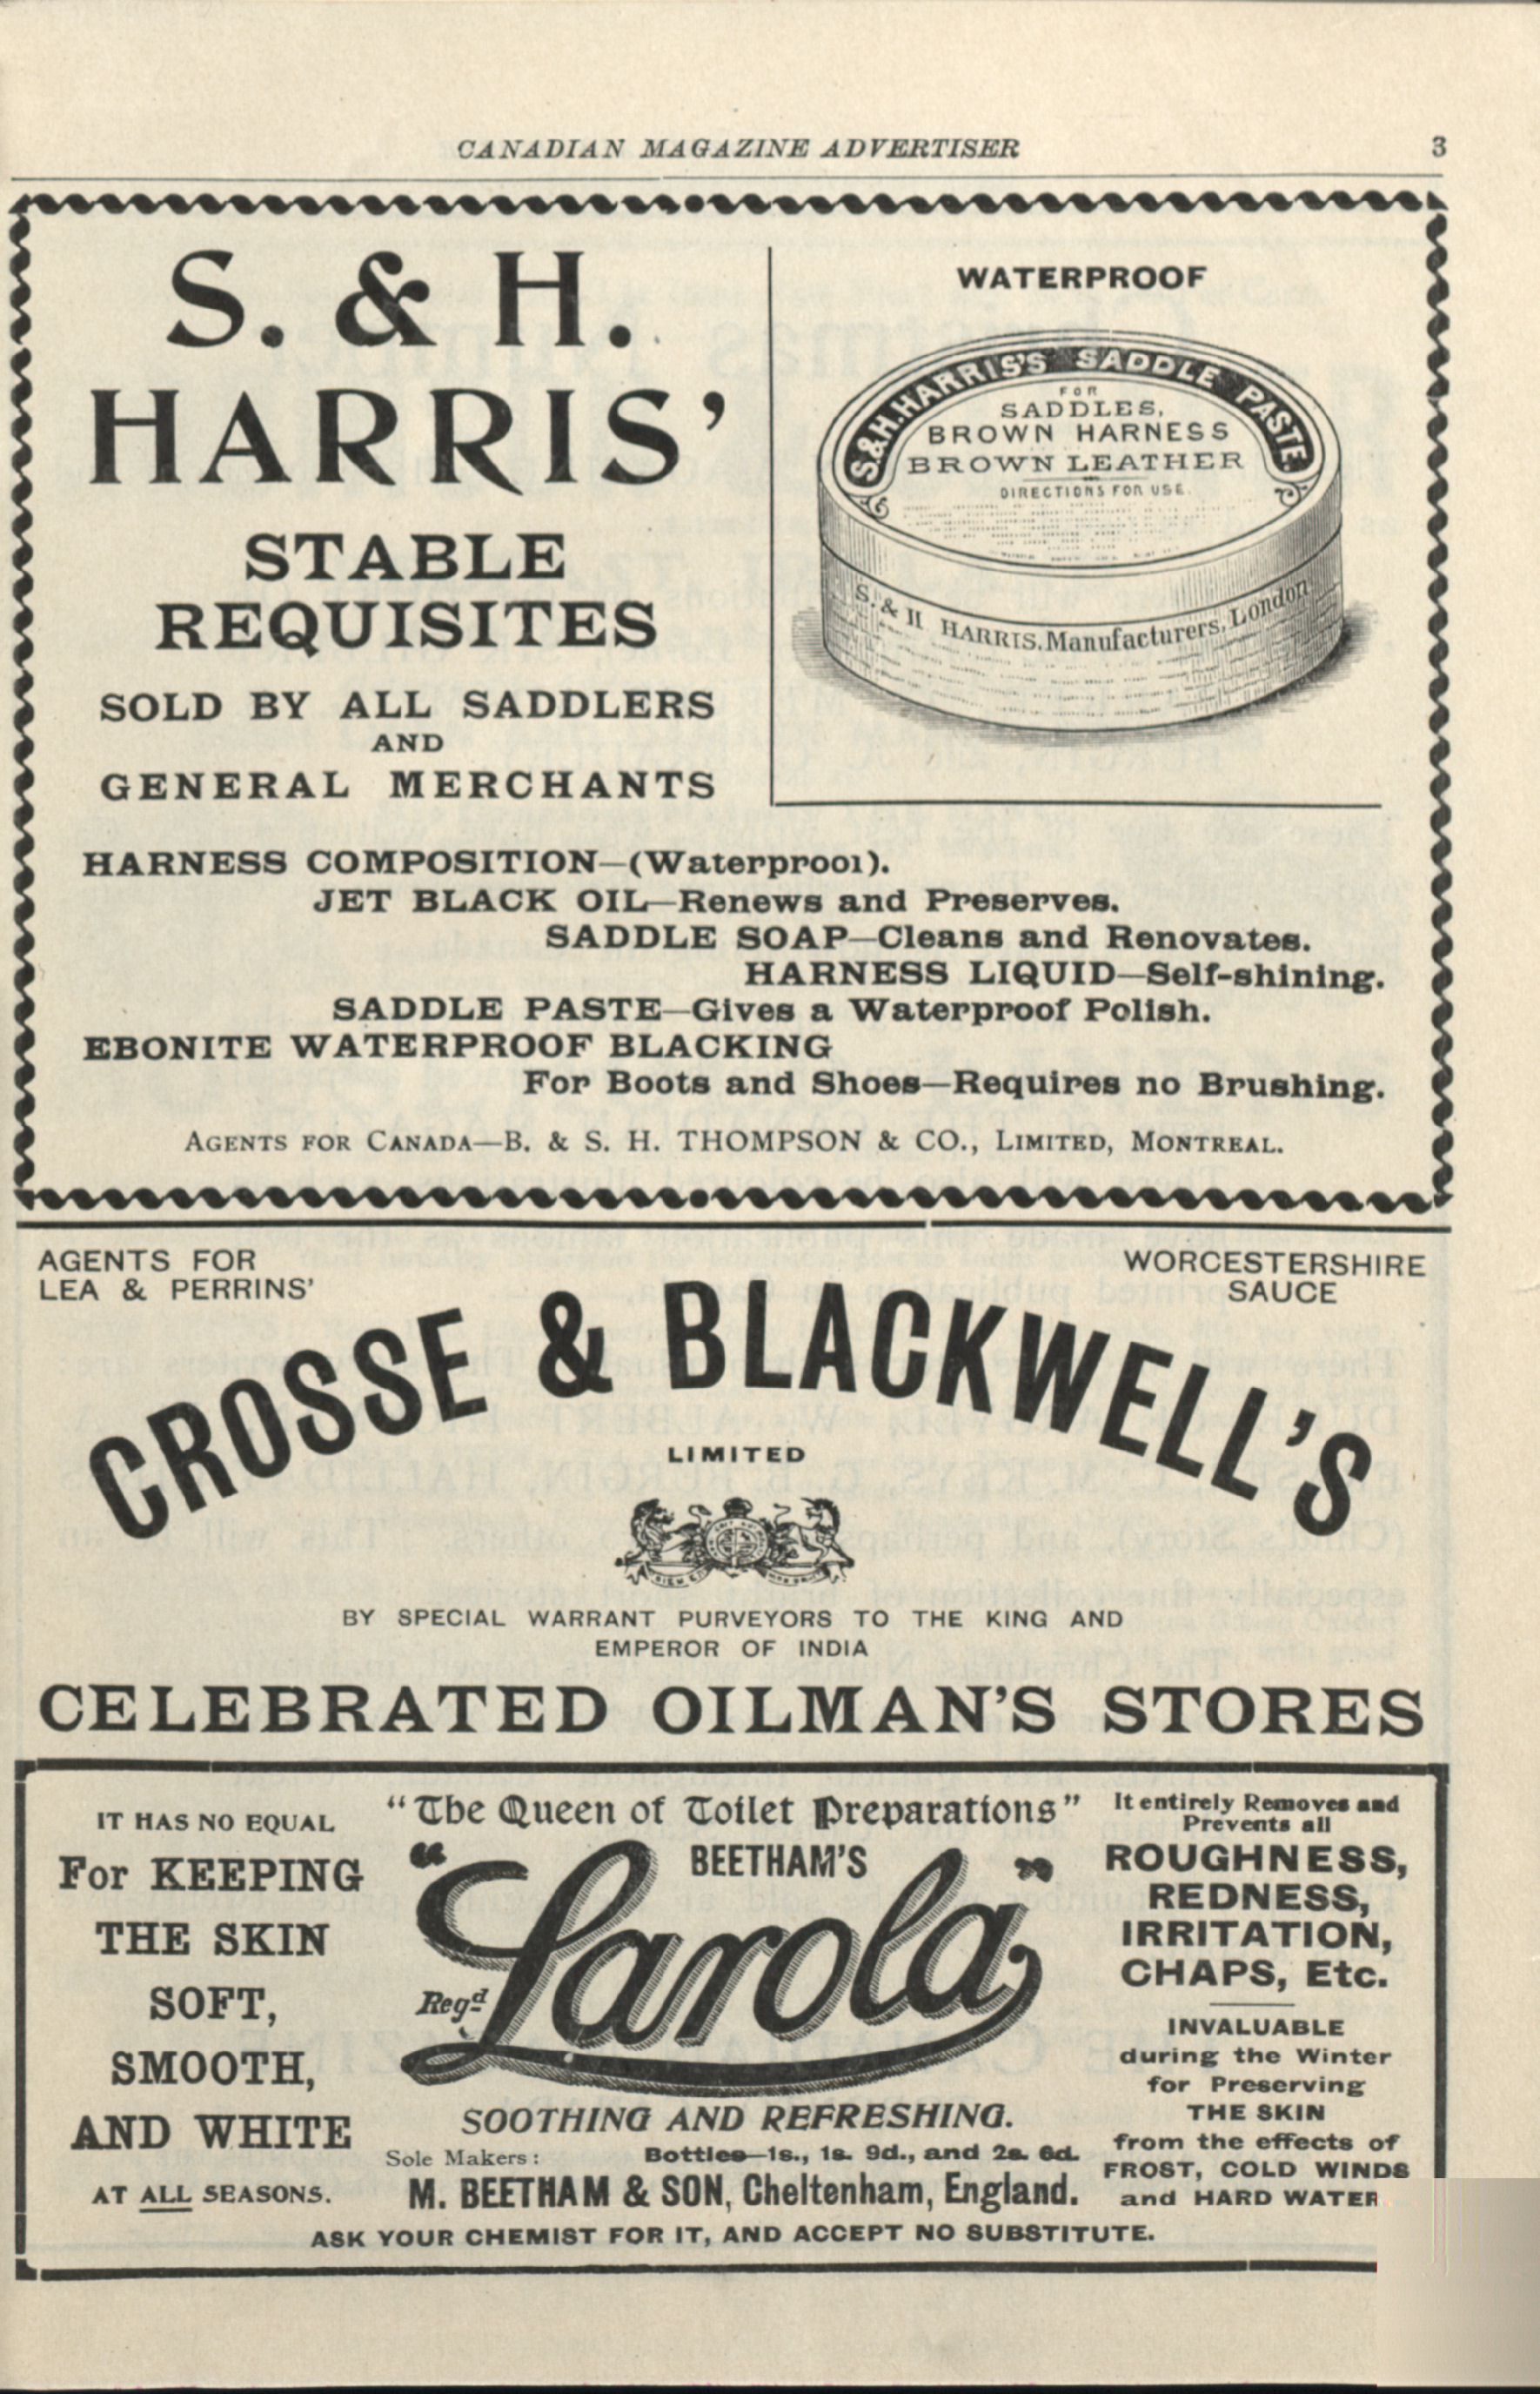 CANADIAN MAGAZINE ADVERTISER 3
S. & H.
HARRIS'
STABLE
REQUISITES
SOLD BY ALL SADDLERS
AND
GENERAL MERCHANTS
WATERPROOF
S.&H.HARRIS'S SADDLE PASTE.
FOR
SADDLES,
BROWN HARNESS
BROWN LEATHER
DIRECTIONS FOR USE.
S. & H HARRIS. Manufacturers, London
HARNESS COMPOSITION—(Waterproof).
JET BLACK OIL—Renews and Preserves.
SADDLE SOAP—Cleans and Renovates.
HARNESS LIQUID—Self-shining.
SADDLE PASTE—Gives a Waterproof Polish.
EBONITE WATERPROOF BLACKING
For Boots and Shoes—Requires no Brushing.
AGENTS FOR CANADA—B. & S. H. THOMPSON & CO., LIMITED, MONTREAL.
AGENTS FOR
LEA & PERRINS'
WORCESTERSHIRE
SAUCE
CROSSE & BLACKWELL'S
LIMITED
BY SPECIAL WARRANT PURVEYORS TO THE KING AND
EMPEROR OF INDIA
CELEBRATED OILMAN'S STORES
IT HAS NO EQUAL
For KEEPING
THE SKIN
SOFT,
SMOOTH,
AND WHITE
AT ALL SEASONS.
"The Queen of Toilet Preparations"
BEETHAM'S
"Larola"
Regd
SOOTHING AND REFRESHING.
Sole Makers: Bottles—1s., 1s. 9d., and 2s. 6d.
M. BEETHAM & SON, Cheltenham, England.
It entirely Removes and
Prevents all
ROUGHNESS,
REDNESS,
IRRITATION,
CHAPS, Etc.
INVALUABLE
during the Winter
for Preserving
THE SKIN
from the effects of
FROST, COLD WINDS
and HARD WATER
ASK YOUR CHEMIST FOR IT, AND ACCEPT NO SUBSTITUTE.